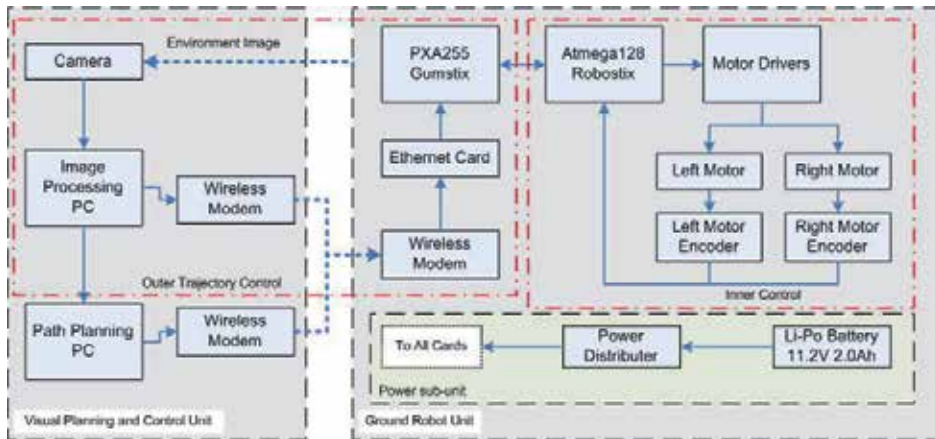 Environment Image
Camera
PXA255
Gumstix
Atmega128
Robostix
Motor Drivers
Image
Processing
PC
Wireless
Modem
Ethernet Card
Left Motor
Right Motor
Wireless
Modem
Left Motor
Encoder
Right Motor
Encoder
Outer Trajectory Control
Inner Control
Path Planning
PC
Wireless
Modem
To All Cards
Power
Distributer
Li-Po Battery
11.2V 2.0Ah
Power sub-unit
Visual Planning and Control Unit
Ground Robot Unit